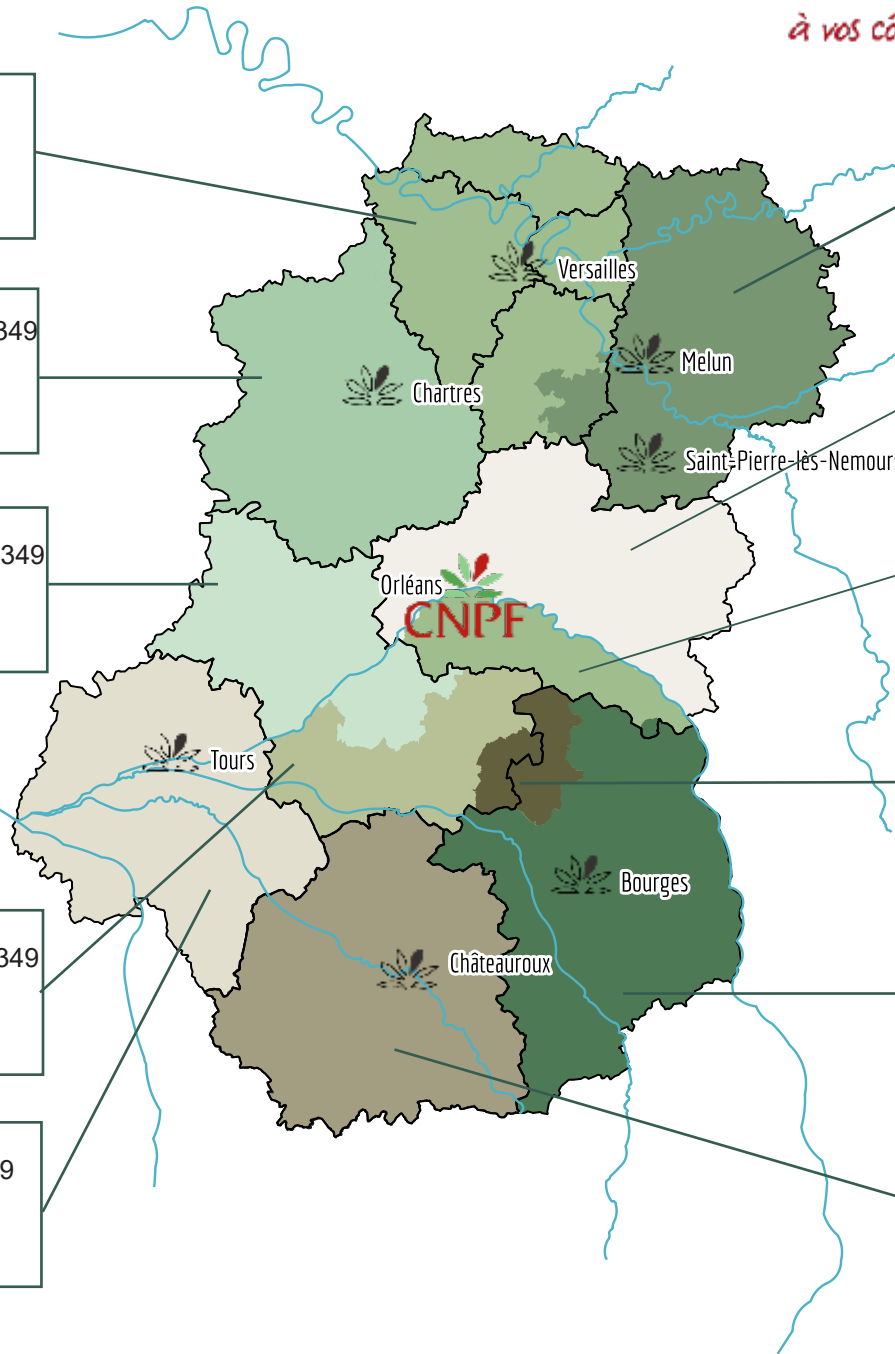 à vos cô
Versailles
349
Melun
Chartres
Saint-Pierre-lès-Nemours
349
Orléans
CNPF
Tours
Bourges
349
Châteauroux
9